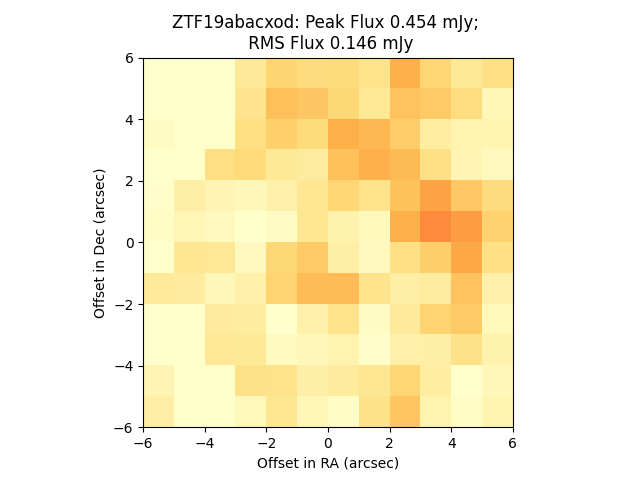 ZTF19abacxod: Peak Flux 0.454 mJy;
RMS Flux 0.146 mJy
6
4
2
0
−2
−4
−6
Offset in Dec (arcsec)
−6 −4 −2 0 2 4 6
Offset in RA (arcsec)